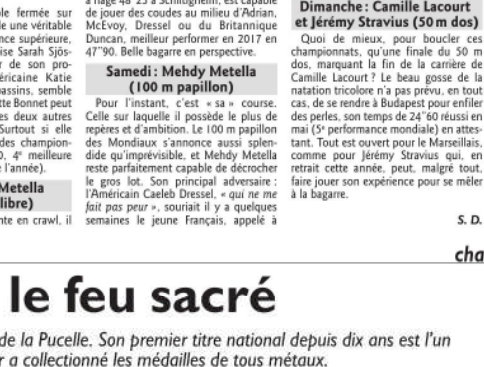 ble fermée sur
ne véritable
nce supérieure,
ise Sarah Sjös-
r de son pro-
éricaine Katie
assins, semble
tte Bonnet peut
es deux autres
Surtout si elle
des champion-
0, 4e meilleure
e l'année).
Metella
libre)
nte en crawl, il
à nage 48"23 à Schiltigheim, est capable
de jouer des coudes au milieu d'Adrian,
McEvoy, Dressel ou du Britannique
Duncan, meilleur performer en 2017 en
47"90. Belle bagarre en perspective.
Samedi : Mehdy Metella
(100 m papillon)
Pour l'instant, c'est « sa » course.
Celle sur laquelle il possède le plus de
repères et d'ambition. Le 100 m papillon
des Mondiaux s'annonce aussi splen-
dide qu'imprévisible, et Mehdy Metella
reste parfaitement capable de décrocher
le gros lot. Son principal adversaire :
l'Américain Caeleb Dressel, « qui ne me
fait pas peur », souriait il y a quelques
semaines le jeune Français, appelé à
Dimanche : Camille Lacourt
et Jérémy Stravius (50 m dos)
Quoi de mieux, pour boucler ces
championnats, qu'une finale du 50 m
dos, marquant la fin de la carrière de
Camille Lacourt ? Le beau gosse de la
natation tricolore n'a pas prévu, en tout
cas, de se rendre à Budapest pour enfiler
des perles, son temps de 24"60 réussi en
mai (5e performance mondiale) en attes-
tant. Tout est ouvert pour le Marseillais,
comme pour Jérémy Stravius qui, en
retrait cette année, peut, malgré tout,
faire jouer son expérience pour se mêler
à la bagarre.
S. D.
cha
le feu sacré
de la Pucelle. Son premier titre national depuis dix ans est l'un
r a collectionné les médailles de tous métaux.